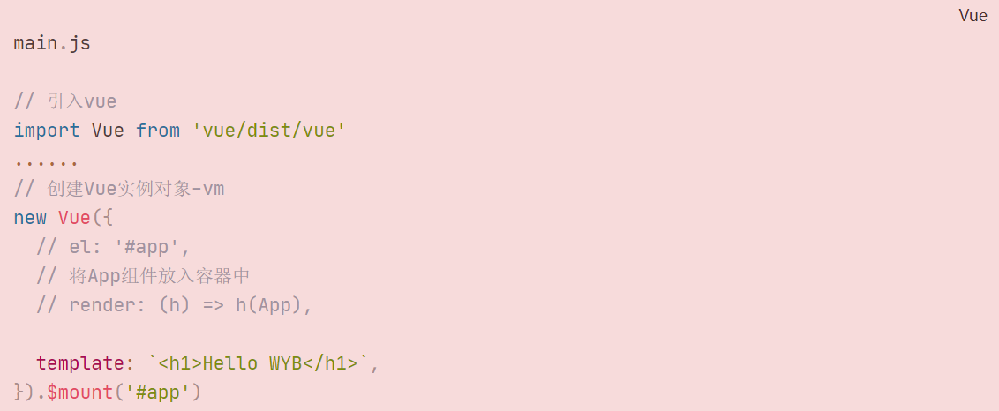 Vue
main.js
// 引入vue
import Vue from 'vue/dist/vue'
......
// 创建Vue实例对象-vm
new Vue({
  // el: '#app',
  // 将App组件放入容器中
  // render: (h) => h(App),
  template: `<h1>Hello WYB</h1>`,
}).$mount('#app')